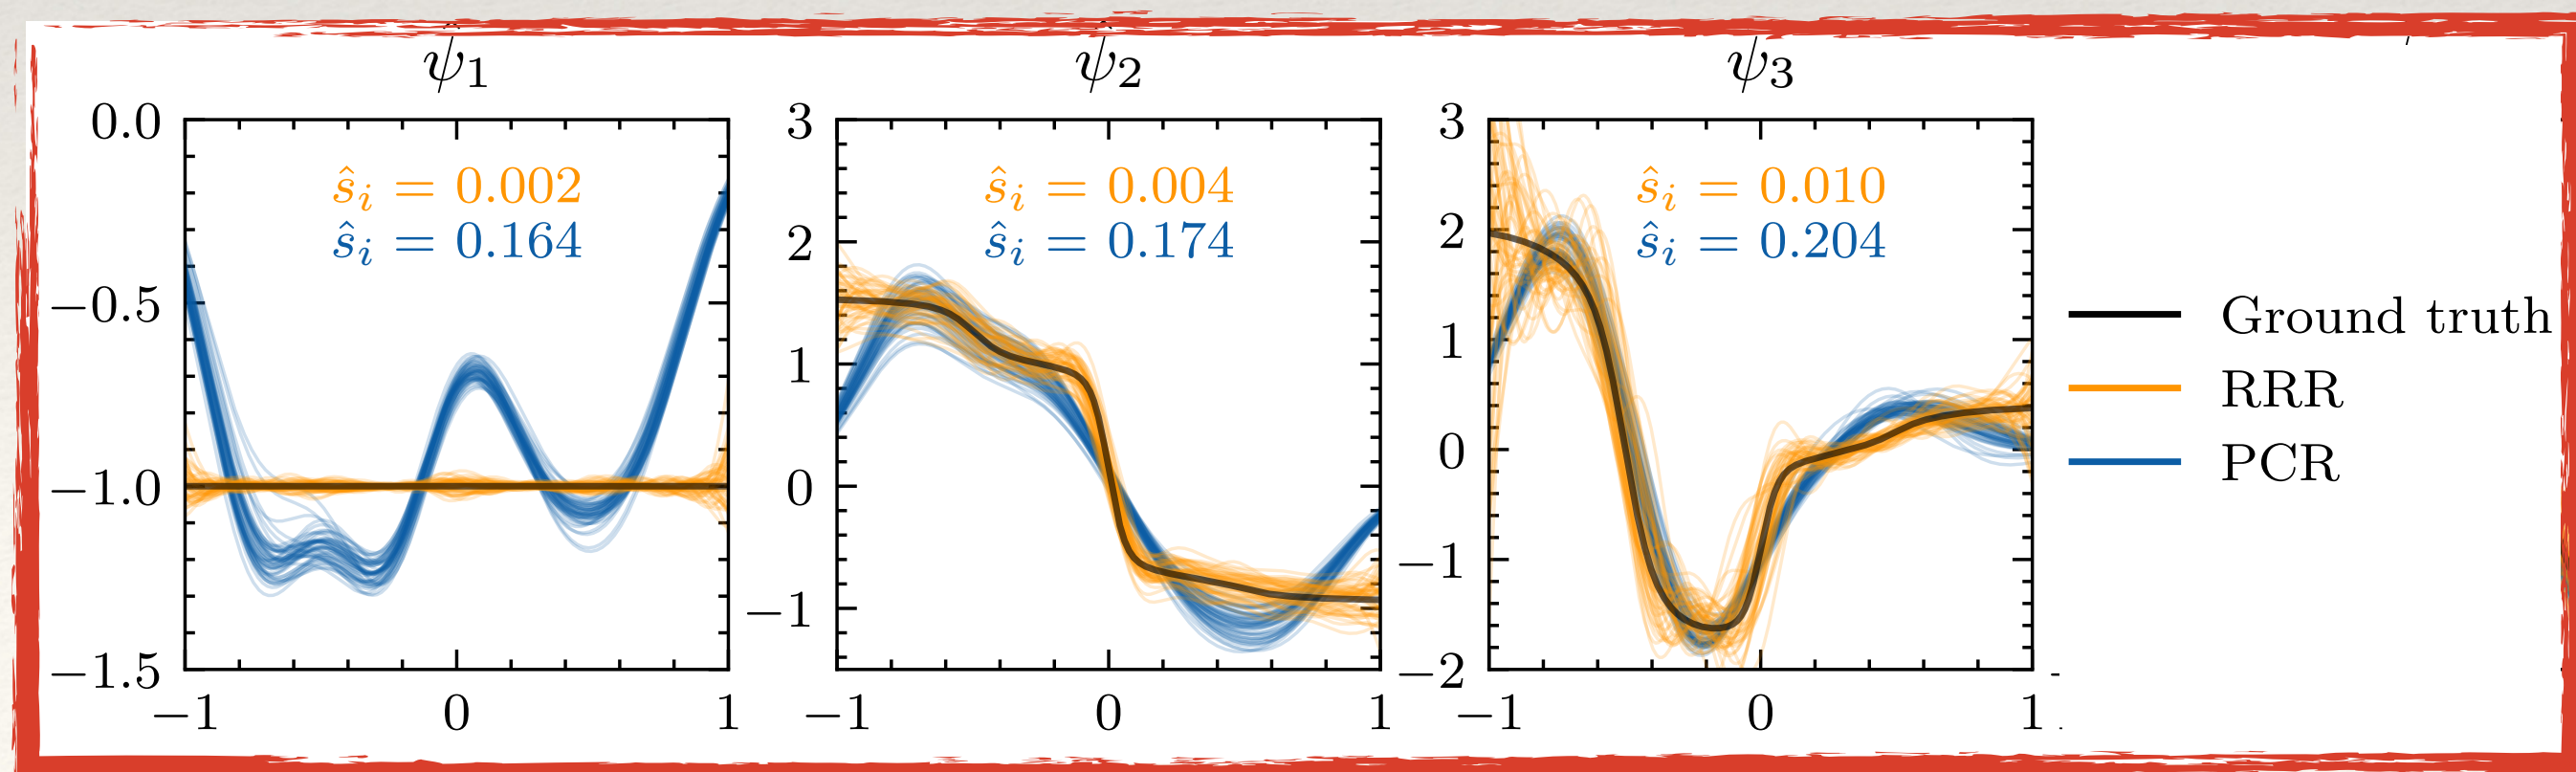 ψ1
ψ2
ψ3
0.0
−0.5
−1.0
−1.5
ŝi = 0.002
ŝi = 0.164
−1 0 1
3
2
1
0
−1
ŝi = 0.004
ŝi = 0.174
−1 0 1
3
2
1
0
−1
−2
ŝi = 0.010
ŝi = 0.204
−1 0 1
Ground truth
RRR
PCR